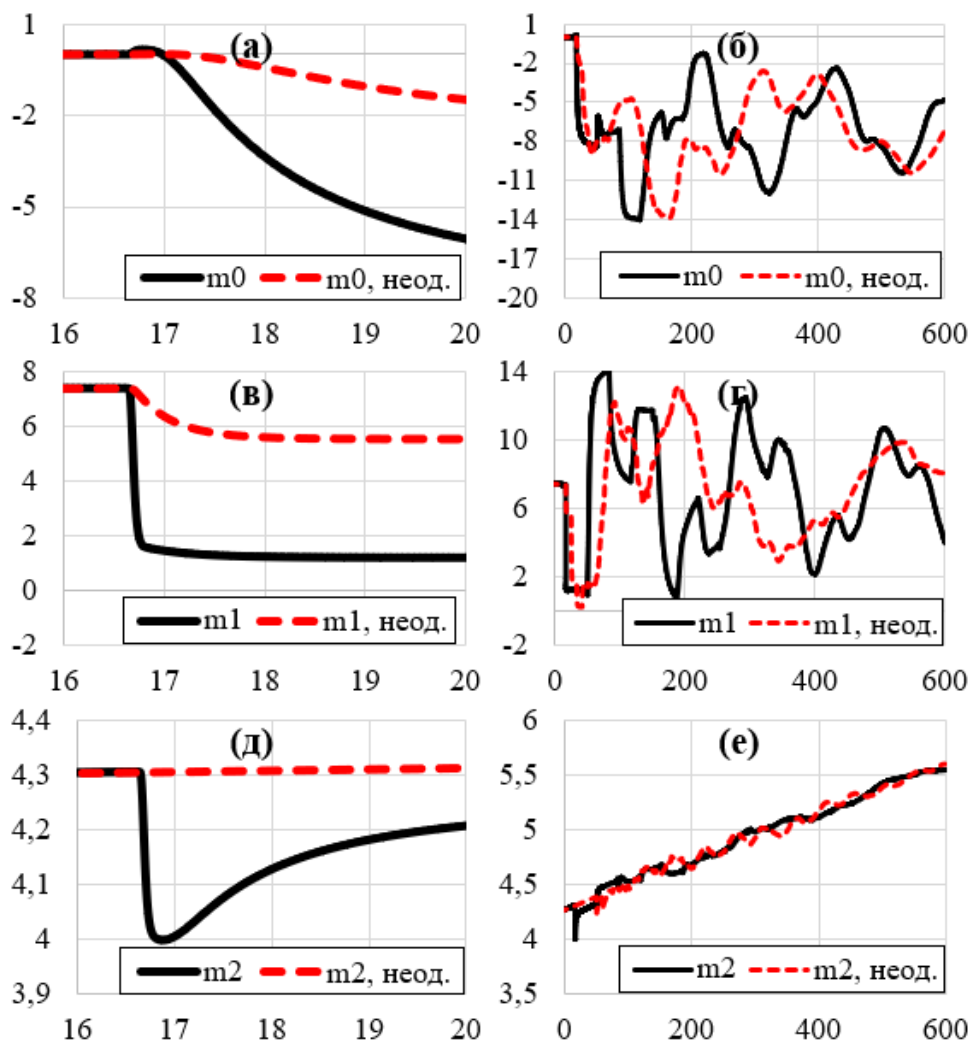 (а)
1
-2
-5
-8
m0 m0, неод.
16 17 18 19 20
(б)
1
-2
-5
-8
-11
-14
-17
-20
m0 m0, неод.
0 200 400 600
(в)
8
6
4
2
0
-2
m1 m1, неод.
16 17 18 19 20
(г)
14
10
6
2
-2
m1 m1, неод.
0 200 400 600
(д)
4,4
4,3
4,2
4,1
4
3,9
m2 m2, неод.
16 17 18 19 20
(е)
6
5,5
5
4,5
4
3,5
m2 m2, неод.
0 200 400 600